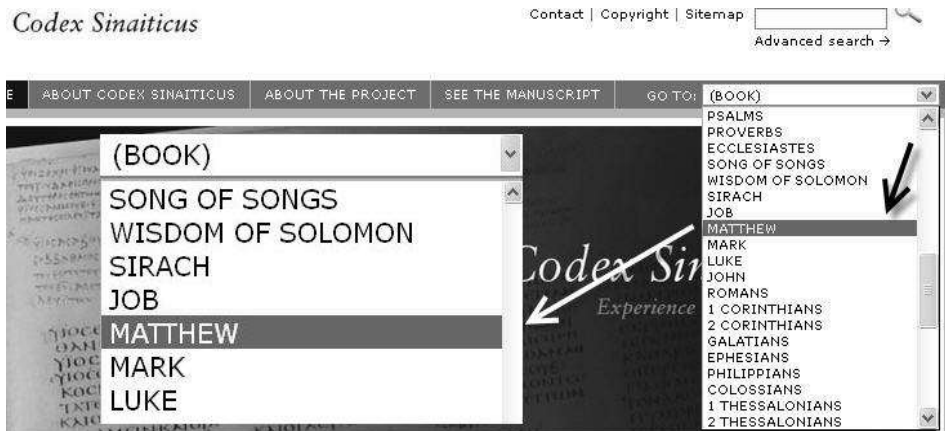 Codex Sinaiticus
Contact | Copyright | Sitemap
Advanced search →
E
ABOUT CODEX SINAITICUS
ABOUT THE PROJECT
SEE THE MANUSCRIPT
GO TO:
(BOOK)
PSALMS
PROVERBS
ECCLESIASTES
SONG OF SONGS
WISDOM OF SOLOMON
SIRACH
JOB
MATTHEW
MARK
LUKE
JOHN
ROMANS
1 CORINTHIANS
2 CORINTHIANS
GALATIANS
EPHESIANS
PHILIPPIANS
COLOSSIANS
1 THESSALONIANS
2 THESSALONIANS
(BOOK)
SONG OF SONGS
WISDOM OF SOLOMON
SIRACH
JOB
MATTHEW
MARK
LUKE
Codex Sin
Experience